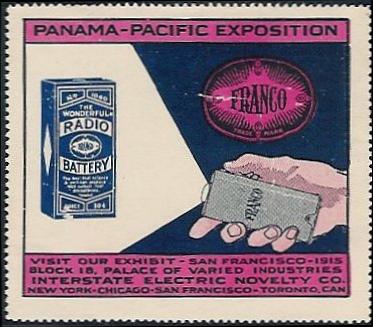 PANAMA-PACIFIC EXPOSITION
THE
WONDERFUL
RADIO
FRANCO
BATTERY
FRANCO
TRADE MARK
FRANCO
VISIT OUR EXHIBIT - SAN FRANCISCO-1915
BLOCK 18, PALACE OF VARIED INDUSTRIES
INTERSTATE ELECTRIC NOVELTY CO.
NEW YORK-CHICAGO-SAN FRANCISCO-TORONTO, CAN